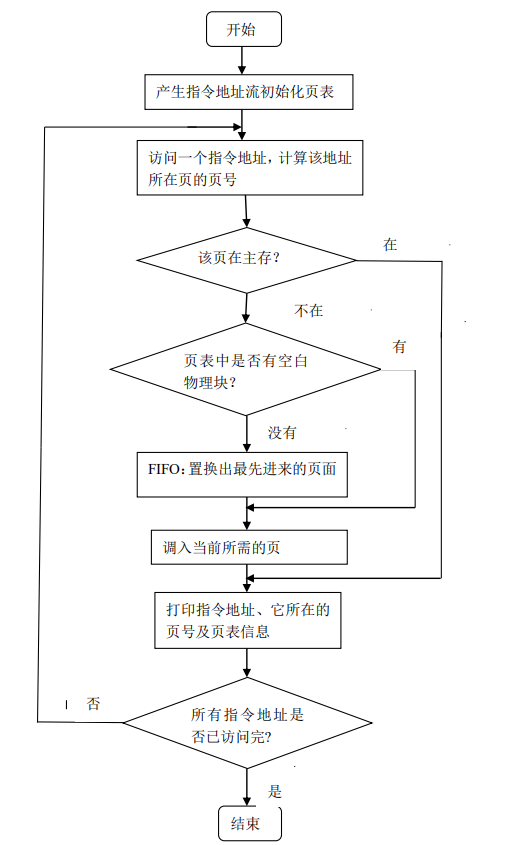 开始
产生指令地址流初始化页表
访问一个指令地址，计算该地址
所在页的页号
该页在主存？
在
不在
页表中是否有空白
物理块？
有
没有
FIFO：置换出最先进来的页面
调入当前所需的页
打印指令地址、它所在的
页号及页表信息
所有指令地址是
否已访问完？
否
是
结束